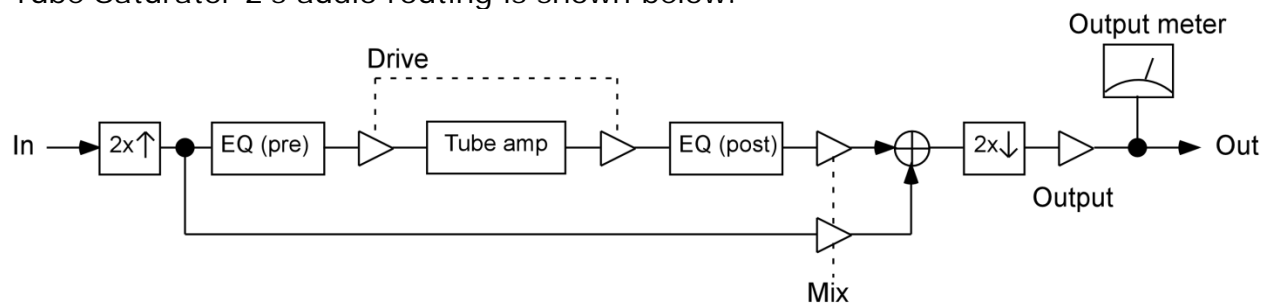 Tube Saturator 2's audio routing is shown below:
Output meter
Drive
In
2x↑
EQ (pre)
Tube amp
EQ (post)
2x↓
Out
Output
Mix